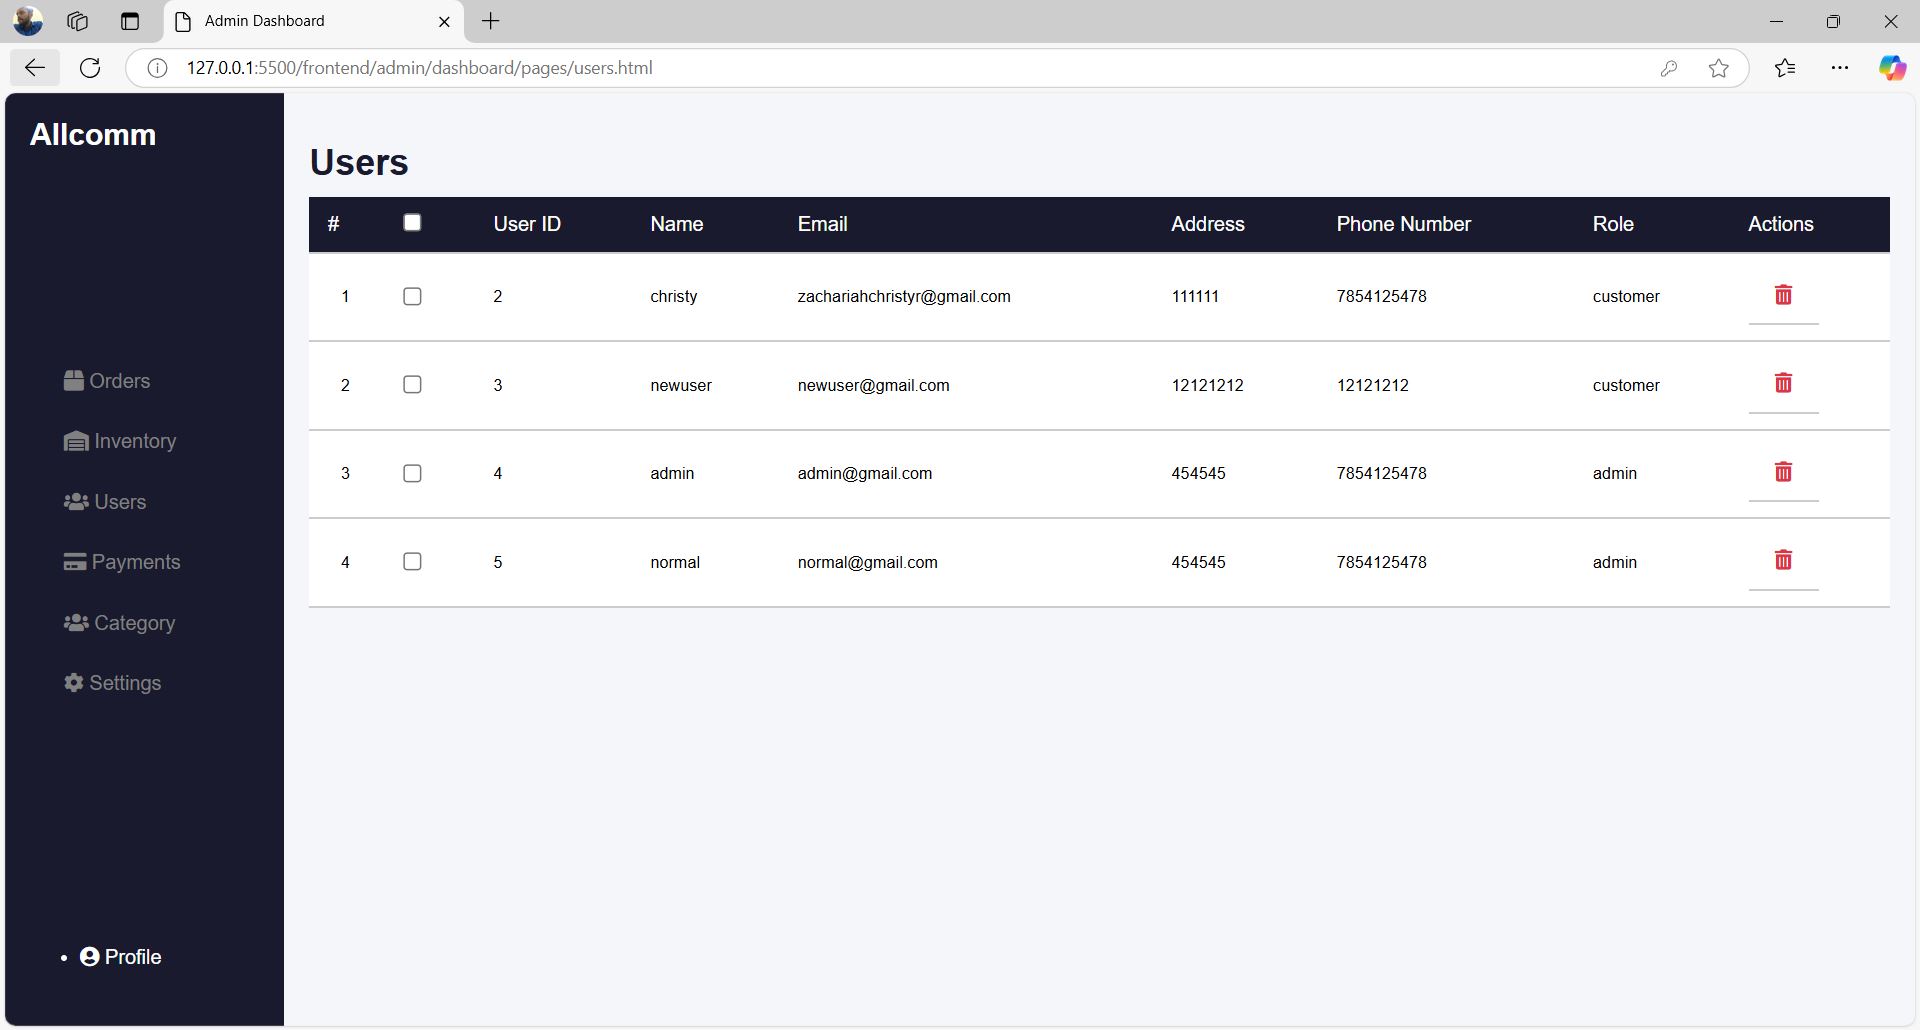 Admin Dashboard
127.0.0.1:5500/frontend/admin/dashboard/pages/users.html
Allcomm
Orders
Inventory
Users
Payments
Category
Settings
Profile
Users
# User ID Name Email Address Phone Number Role Actions
1 2 christy zachariahchristyr@gmail.com 111111 7854125478 customer
2 3 newuser newuser@gmail.com 12121212 12121212 customer
3 4 admin admin@gmail.com 454545 7854125478 admin
4 5 normal normal@gmail.com 454545 7854125478 admin